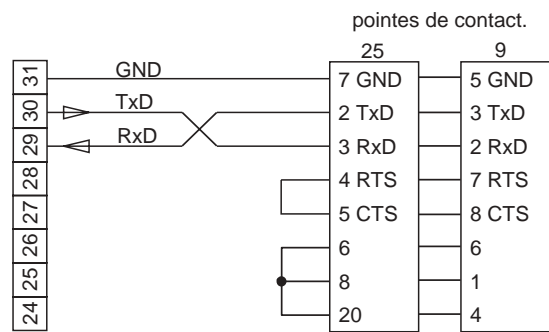 pointes de contact.
25 9
31 GND 7 GND 5 GND
30 TxD 2 TxD 3 TxD
29 RxD 3 RxD 2 RxD
28 4 RTS 7 RTS
27 5 CTS 8 CTS
26 6 6
25 8 1
24 20 4